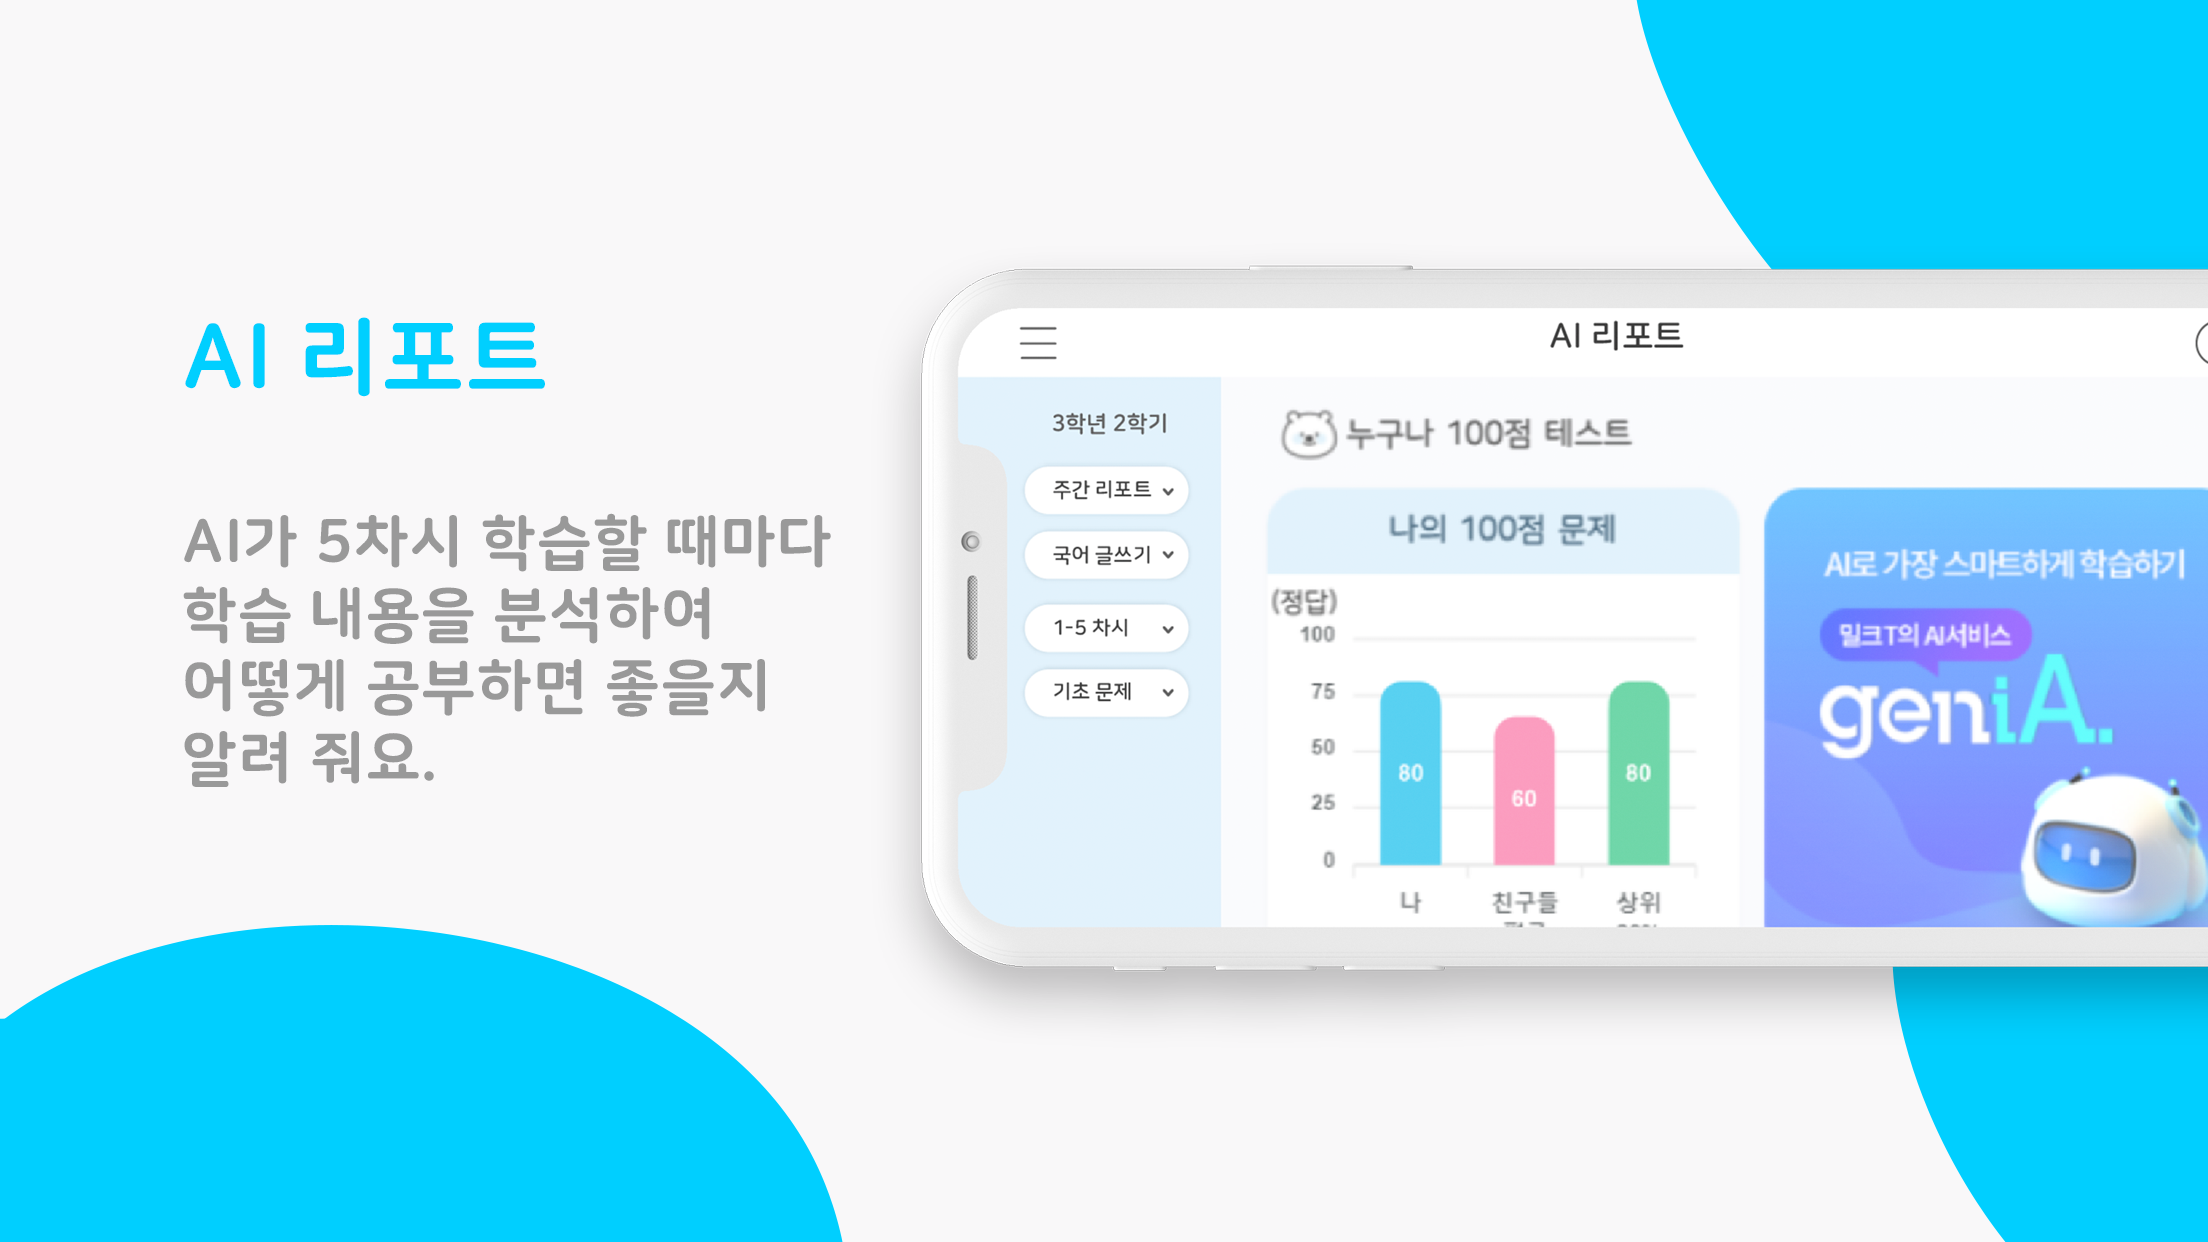 AI 리포트
AI가 5차시 학습할 때마다
학습 내용을 분석하여
어떻게 공부하면 좋을지
알려 줘요.
AI 리포트
3학년 2학기
주간 리포트
국어 글쓰기
1-5 차시
기초 문제
누구나 100점 테스트
나의 100점 문제
(정답)
100
75
50
25
0
80
60
80
나
친구들
상위
AI로 가장 스마트하게 학습하기
밀크T의 AI서비스
geniA.